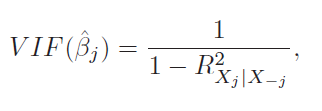 VIF(β̂_j) = 1 / (1 − R²_{X_j|X_{−j}}),